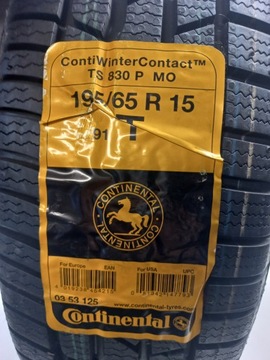 ContiWinterContact™
TS 830 P MO
195/65 R 15
91 T
CONTINENTAL
CONTINENTAL
For Europe EAN
For USA UPC
03 53 125
www.continental-tyres.com
Continental